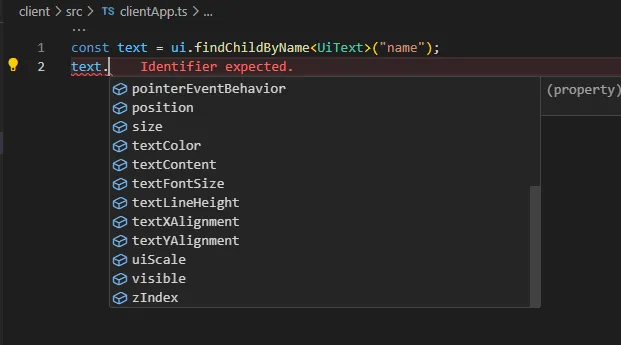 client > src > TS clientApp.ts > ...
...
1 const text = ui.findChildByName<UiText>("name");
2 text. Identifier expected.
pointerEventBehavior
(property)
position
size
textColor
textContent
textFontSize
textLineHeight
textXAlignment
textYAlignment
uiScale
visible
zIndex